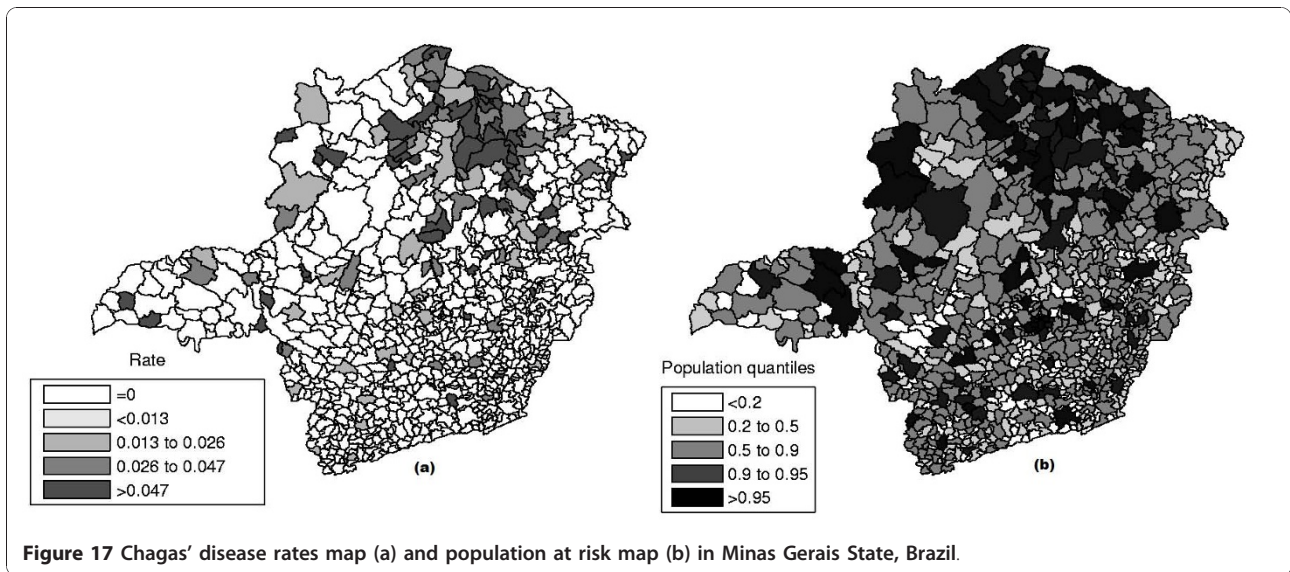 Rate
=0
<0.013
0.013 to 0.026
0.026 to 0.047
>0.047
(a)
Population quantiles
<0.2
0.2 to 0.5
0.5 to 0.9
0.9 to 0.95
>0.95
(b)
Figure 17 Chagas' disease rates map (a) and population at risk map (b) in Minas Gerais State, Brazil.